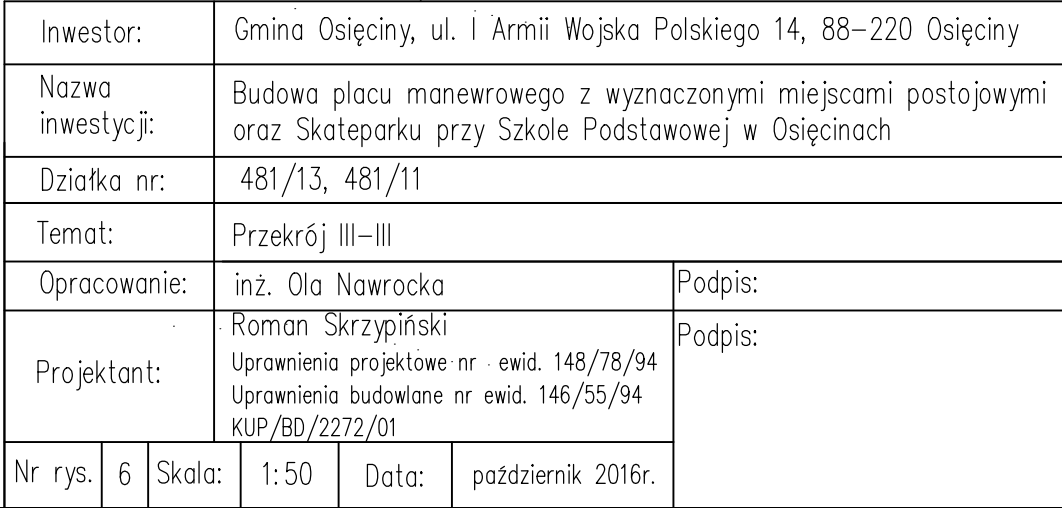 Inwestor: Gmina Osięciny, ul. I Armii Wojska Polskiego 14, 88-220 Osięciny
Nazwa inwestycji: Budowa placu manewrowego z wyznaczonymi miejscami postojowymi
oraz Skateparku przy Szkole Podstawowej w Osięcinach
Działka nr: 481/13, 481/11
Temat: Przekrój III-III
Opracowanie: inż. Ola Nawrocka Podpis:
Projektant: Roman Skrzypiński Podpis:
Uprawnienia projektowe nr ewid. 148/78/94
Uprawnienia budowlane nr ewid. 146/55/94
KUP/BD/2272/01
Nr rys. 6 Skala: 1:50 Data: październik 2016r.